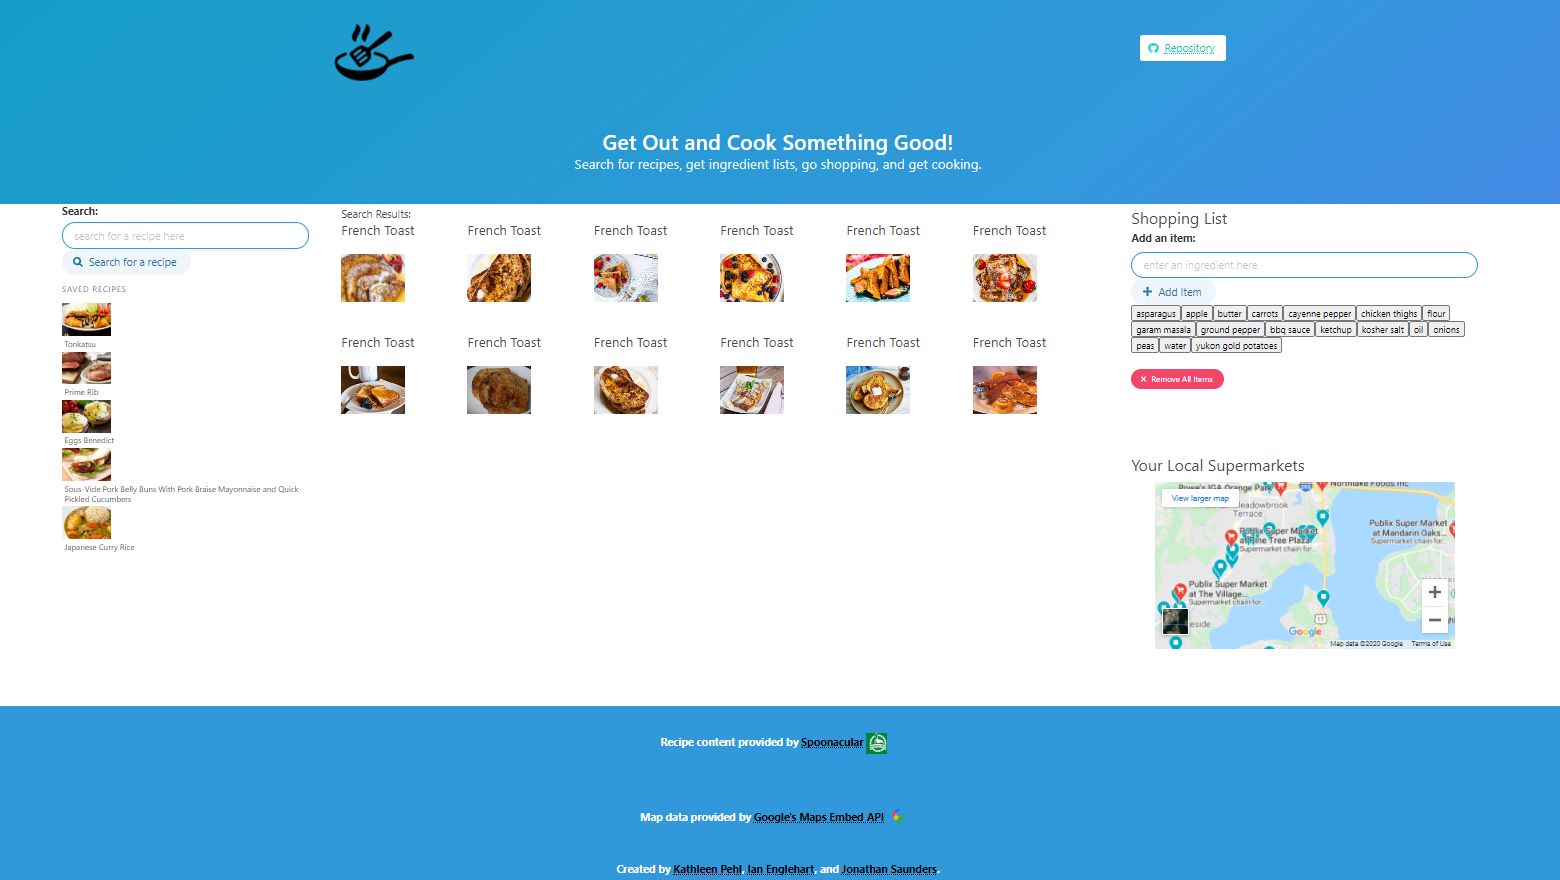 Repository
Get Out and Cook Something Good!
Search for recipes, get ingredient lists, go shopping, and get cooking.
Search:
search for a recipe here
Search for a recipe
SAVED RECIPES
Tonkatsu
Prime Rib
Eggs Benedict
Sous-Vide Pork Belly Buns With Pork Braise Mayonnaise and Quick-
Pickled Cucumbers
Japanese Curry Rice
Search Results:
French Toast French Toast French Toast French Toast French Toast French Toast
French Toast French Toast French Toast French Toast French Toast French Toast
Shopping List
Add an item:
enter an ingredient here
Add Item
asparagus apple butter carrots cayenne pepper chicken thighs flour
garam masala ground pepper bbq sauce ketchup kosher salt oil onions
peas water yukon gold potatoes
Remove All Items
Your Local Supermarkets
Rowe's IGA Orange Park
Northlake Foods Inc
View larger map
Meadowbrook
Terrace
Publix Super Market
at Pine Tree Plaza
Supermarket chain for...
Publix Super Market
at Mandarin Oaks...
Supermarket chain for...
Publix Super Market
at The Village...
Supermarket chain for...
eside
17
Google
Map data ©2020 Google Terms of Use
Recipe content provided by Spoonacular
Map data provided by Google's Maps Embed API
Created by Kathleen Pehl, Ian Englehart, and Jonathan Saunders.